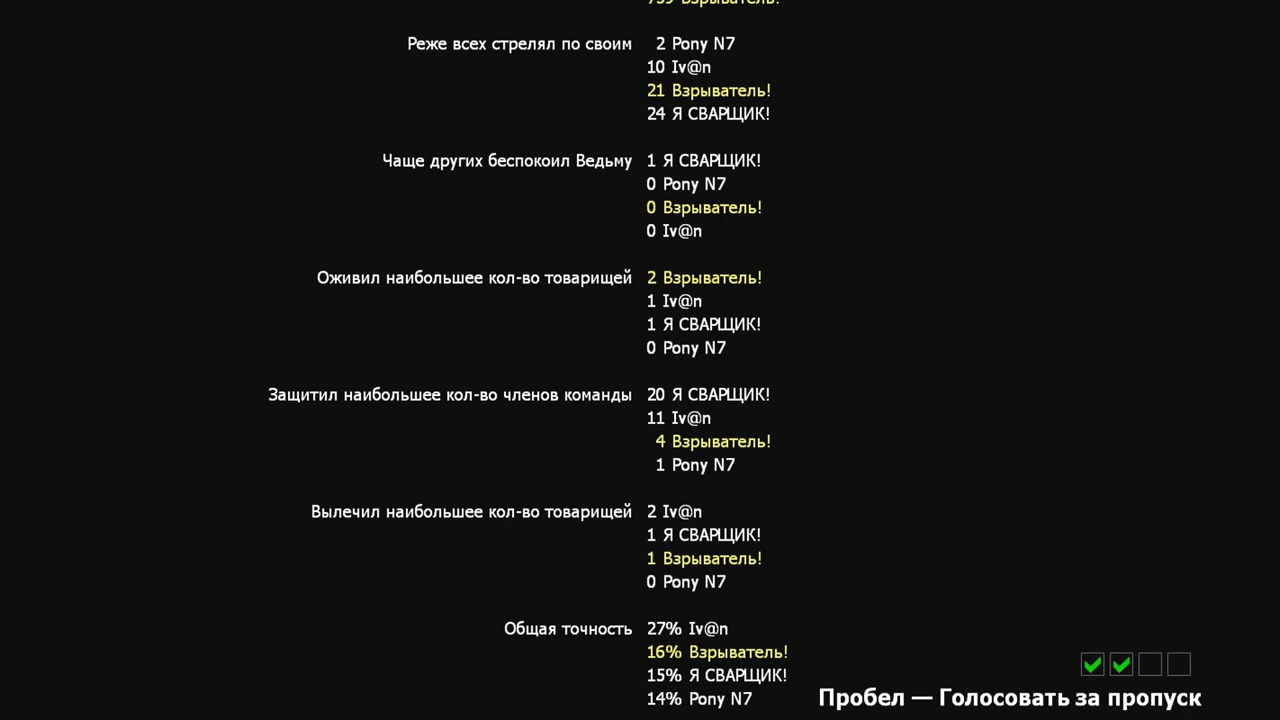 759 Взрыватель!
Реже всех стрелял по своим 2 Pony N7
10 Iv@n
21 Взрыватель!
24 Я СВАРЩИК!
Чаще других беспокоил Ведьму 1 Я СВАРЩИК!
0 Pony N7
0 Взрыватель!
0 Iv@n
Оживил наибольшее кол-во товарищей 2 Взрыватель!
1 Iv@n
1 Я СВАРЩИК!
0 Pony N7
Защитил наибольшее кол-во членов команды 20 Я СВАРЩИК!
11 Iv@n
4 Взрыватель!
1 Pony N7
Вылечил наибольшее кол-во товарищей 2 Iv@n
1 Я СВАРЩИК!
1 Взрыватель!
0 Pony N7
Общая точность 27% Iv@n
16% Взрыватель!
15% Я СВАРЩИК!
14% Pony N7
Пробел — Голосовать за пропуск